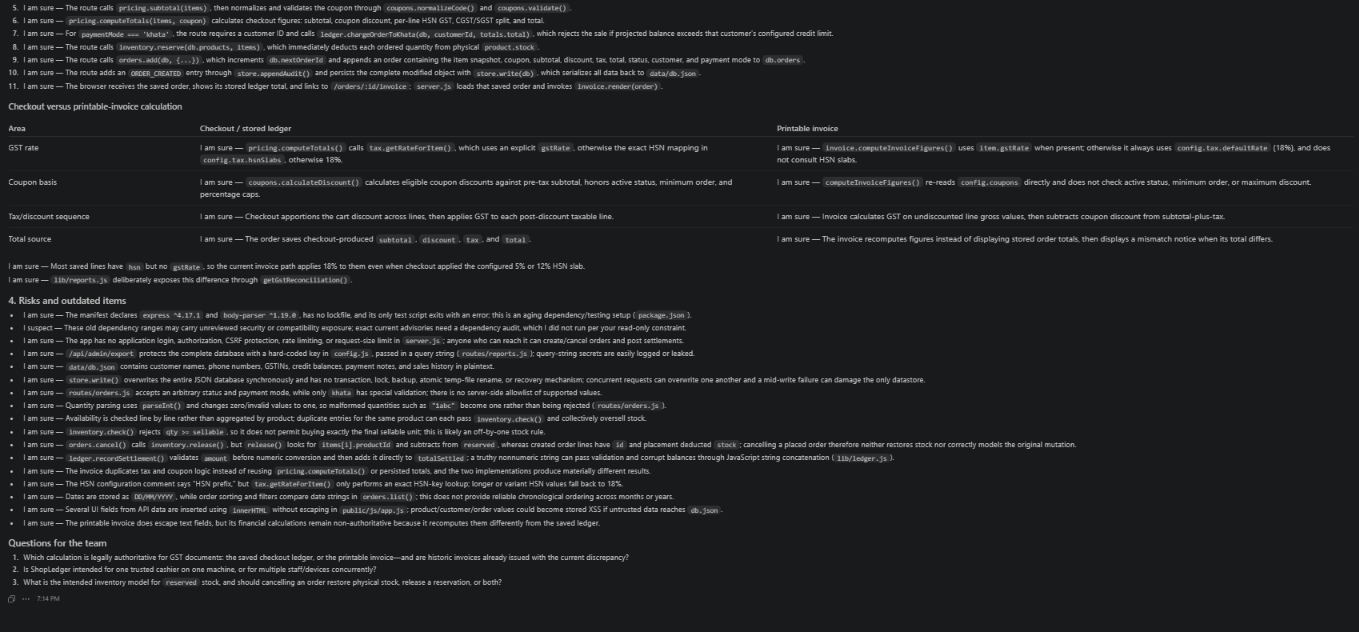 5. I am sure — The route calls pricing.subtotal(items), then normalizes and validates the coupon through coupons.normalizeCode() and coupons.validate().
6. I am sure — pricing.computeTotals(items, coupon) calculates checkout figures: subtotal, coupon discount, per-line HSN GST, CGST/SGST split, and total.
7. I am sure — For paymentMode === 'khata', the route requires a customer ID and calls ledger.chargeOrderToKhata(db, customerId, totals.total), which rejects the sale if projected balance exceeds that customer's configured credit limit.
8. I am sure — The route calls inventory.reserve(db.products, items), which immediately deducts each ordered quantity from physical product.stock.
9. I am sure — The route calls orders.add(db, {...}), which increments db.nextOrderId and appends an order containing the item snapshot, coupon, subtotal, discount, tax, total, status, customer, and payment mode to db.orders.
10. I am sure — The route adds an ORDER_CREATED entry through store.appendAudit() and persists the complete modified object with store.write(db), which serializes all data back to data/db.json.
11. I am sure — The browser receives the saved order, shows its stored ledger total, and links to /orders/:id/invoice; server.js loads that saved order and invokes invoice.render(order).
Checkout versus printable-invoice calculation
Area Checkout / stored ledger Printable invoice
GST rate I am sure — pricing.computeTotals() calls tax.getRateForItem(), which uses an explicit gstRate, otherwise the exact HSN mapping in I am sure — invoice.computeInvoiceFigures() uses item.gstRate when present; otherwise it always uses config.tax.defaultRate (18%), and does
config.tax.hsnSlabs, otherwise 18%. not consult HSN slabs.
Coupon basis I am sure — coupons.calculateDiscount() calculates eligible coupon discounts against pre-tax subtotal, honors active status, minimum order, and I am sure — computeInvoiceFigures() re-reads config.coupons directly and does not check active status, minimum order, or maximum discount.
percentage caps.
Tax/discount sequence I am sure — Checkout apportions the cart discount across lines, then applies GST to each post-discount taxable line. I am sure — Invoice calculates GST on undiscounted line gross values, then subtracts coupon discount from subtotal-plus-tax.
Total source I am sure — The order saves checkout-produced subtotal, discount, tax, and total. I am sure — The invoice recomputes figures instead of displaying stored order totals, then displays a mismatch notice when its total differs.
I am sure — Most saved lines have hsn but no gstRate, so the current invoice path applies 18% to them even when checkout applied the configured 5% or 12% HSN slab.
I am sure — lib/reports.js deliberately exposes this difference through getGstReconciliation().
4. Risks and outdated items
• I am sure — The manifest declares express ^4.17.1 and body-parser ^1.19.0, has no lockfile, and its only test script exits with an error; this is an aging dependency/testing setup (package.json).
• I suspect — These old dependency ranges may carry unreviewed security or compatibility exposure; exact current advisories need a dependency audit, which I did not run per your read-only constraint.
• I am sure — The app has no application login, authorization, CSRF protection, rate limiting, or request-size limit in server.js; anyone who can reach it can create/cancel orders and post settlements.
• I am sure — /api/admin/export protects the complete database with a hard-coded key in config.js, passed in a query string (routes/reports.js); query-string secrets are easily logged or leaked.
• I am sure — data/db.json contains customer names, phone numbers, GSTINs, credit balances, payment notes, and sales history in plaintext.
• I am sure — store.write() overwrites the entire JSON database synchronously and has no transaction, lock, backup, atomic temp-file rename, or recovery mechanism; concurrent requests can overwrite one another and a mid-write failure can damage the only datastore.
• I am sure — routes/orders.js accepts an arbitrary status and payment mode, while only khata has special validation; there is no server-side allowlist of supported values.
• I am sure — Quantity parsing uses parseInt() and changes zero/invalid values to one, so malformed quantities such as "1abc" become one rather than being rejected (routes/orders.js).
• I am sure — Availability is checked line by line rather than aggregated by product; duplicate entries for the same product can each pass inventory.check() and collectively oversell stock.
• I am sure — inventory.check() rejects qty >= sellable, so it does not permit buying exactly the final sellable unit; this is likely an off-by-one stock rule.
• I am sure — orders.cancel() calls inventory.release(), but release() looks for items[i].productId and subtracts from reserved, whereas created order lines have id and placement deducted stock; cancelling a placed order therefore neither restores stock nor correctly models the original mutation.
• I am sure — ledger.recordSettlement() validates amount before numeric conversion and then adds it directly to totalSettled; a truthy nonnumeric string can pass validation and corrupt balances through JavaScript string concatenation (lib/ledger.js).
• I am sure — The invoice duplicates tax and coupon logic instead of reusing pricing.computeTotals() or persisted totals, and the two implementations produce materially different results.
• I am sure — The HSN configuration comment says "HSN prefix," but tax.getRateForItem() only performs an exact HSN-key lookup; longer or variant HSN values fall back to 18%.
• I am sure — Dates are stored as DD/MM/YYYY, while order sorting and filters compare date strings in orders.list(); this does not provide reliable chronological ordering across months or years.
• I am sure — Several UI fields from API data are inserted using innerHTML without escaping in public/js/app.js; product/customer/order values could become stored XSS if untrusted data reaches db.json.
• I am sure — The printable invoice does escape text fields, but its financial calculations remain non-authoritative because it recomputes them differently from the saved ledger.
Questions for the team
1. Which calculation is legally authoritative for GST documents: the saved checkout ledger, or the printable invoice—and are historic invoices already issued with the current discrepancy?
2. Is ShopLedger intended for one trusted cashier on one machine, or for multiple staff/devices concurrently?
3. What is the intended inventory model for reserved stock, and should cancelling an order restore physical stock, release a reservation, or both?
7:14 PM